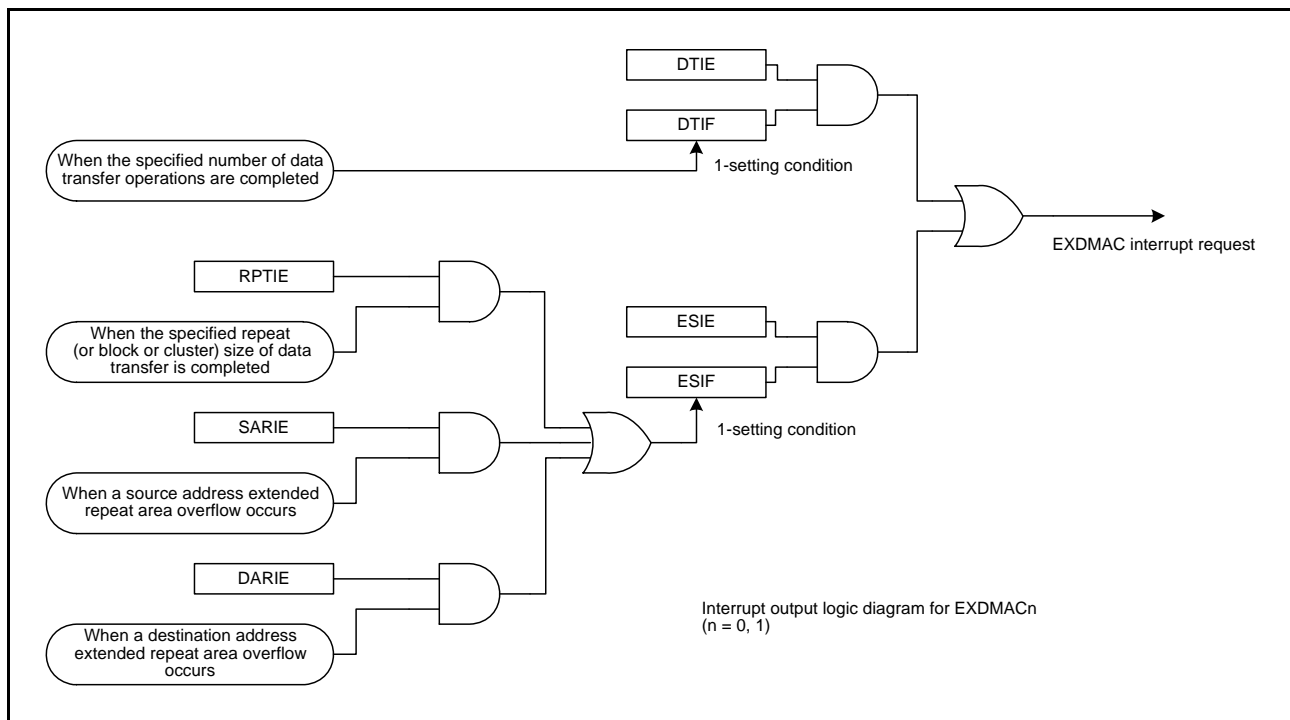 DTIE
DTIF
When the specified number of data
transfer operations are completed
1-setting condition
EXDMAC interrupt request
RPTIE
When the specified repeat
(or block or cluster) size of data
transfer is completed
ESIE
ESIF
1-setting condition
SARIE
When a source address extended
repeat area overflow occurs
DARIE
When a destination address
extended repeat area overflow
occurs
Interrupt output logic diagram for EXDMACn
(n = 0, 1)